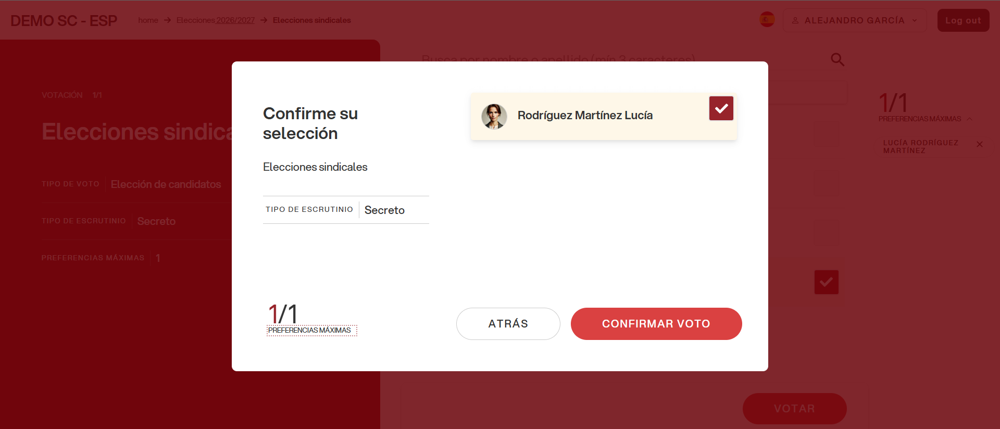 DEMO SC - ESP
home → Elecciones 2026/2027 → Elecciones sindicales
ALEJANDRO GARCÍA
Log out
Busca por nombre o apellido (mín 3 caracteres)
VOTACIÓN 1/1
Elecciones sindica
TIPO DE VOTO Elección de candidatos
TIPO DE ESCRUTINIO Secreto
PREFERENCIAS MÁXIMAS 1
Confirme su
selección
Elecciones sindicales
TIPO DE ESCRUTINIO Secreto
1/1
PREFERENCIAS MÁXIMAS
Rodríguez Martínez Lucía
ATRÁS
CONFIRMAR VOTO
1/1
PREFERENCIAS MÁXIMAS
LUCÍA RODRÍGUEZ
MARTÍNEZ
VOTAR